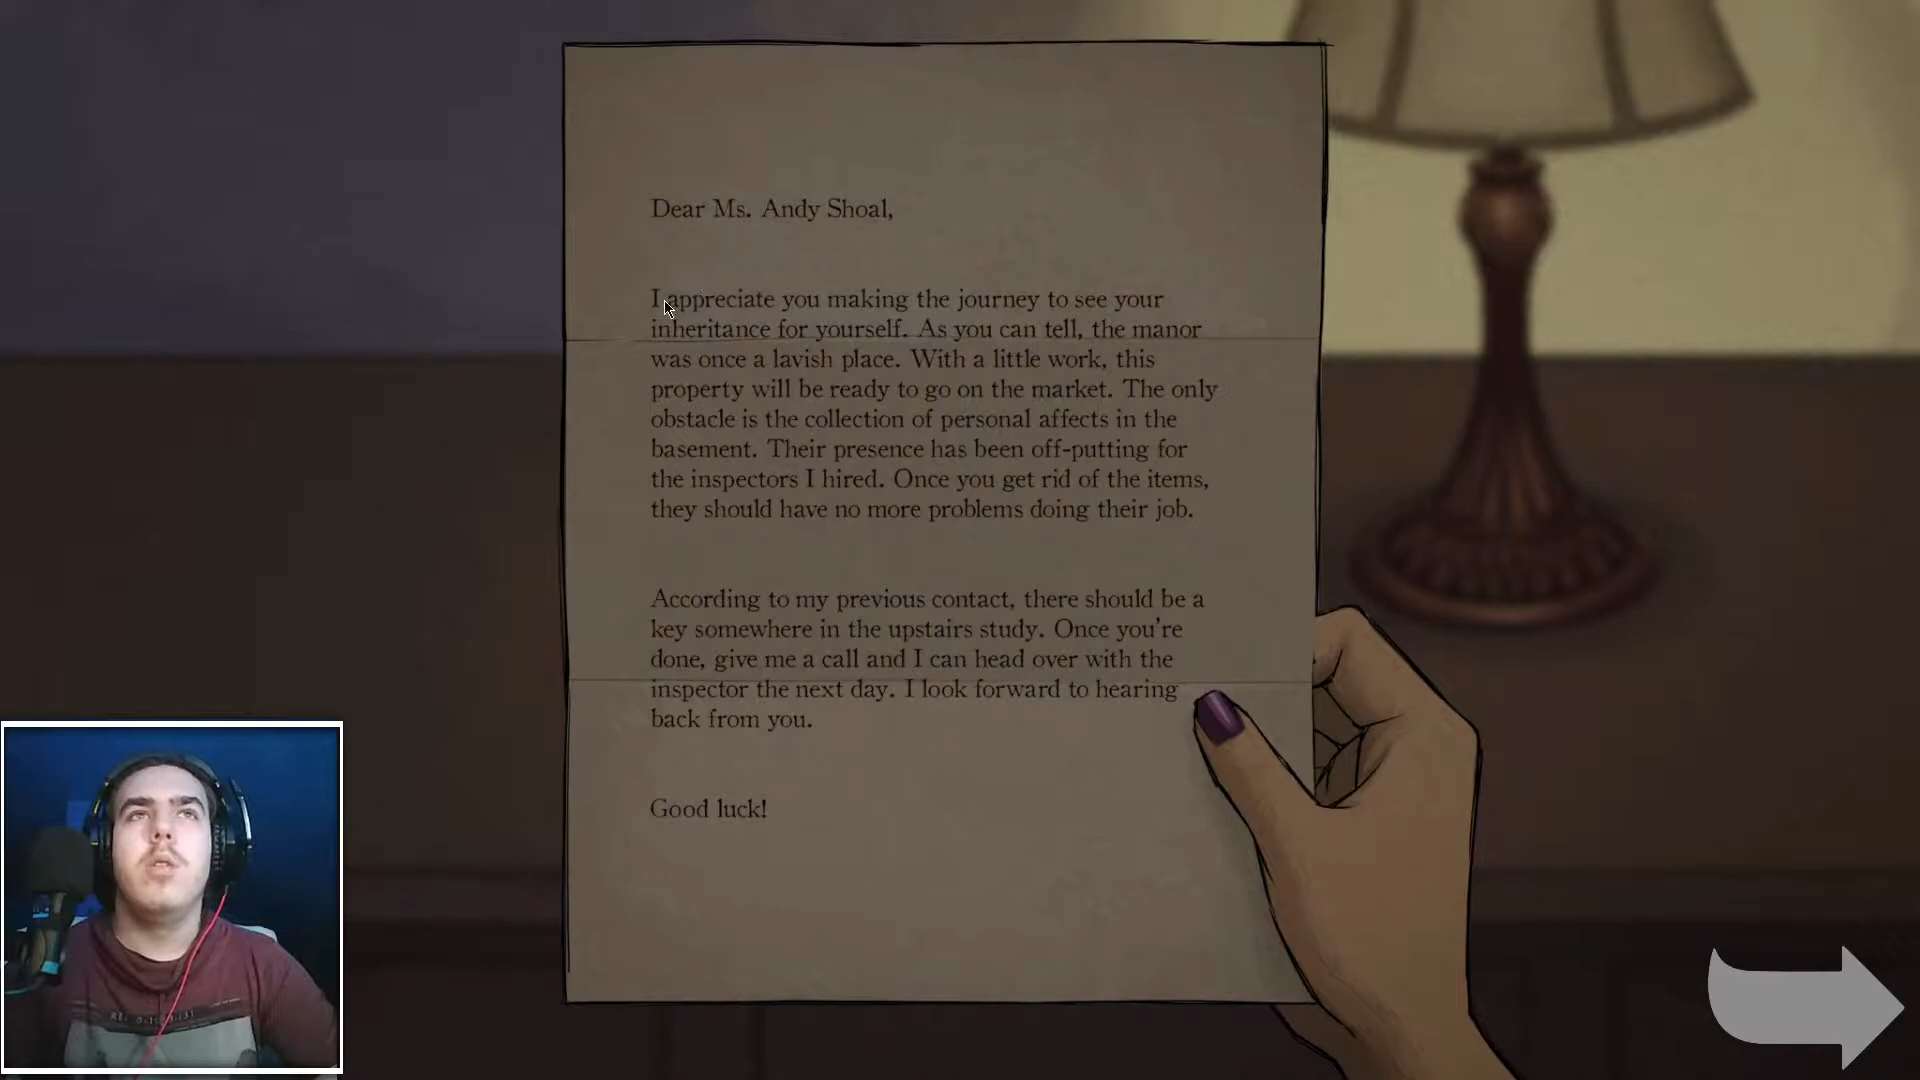 Dear Ms. Andy Shoal,
I appreciate you making the journey to see your
inheritance for yourself. As you can tell, the manor
was once a lavish place. With a little work, this
property will be ready to go on the market. The only
obstacle is the collection of personal affects in the
basement. Their presence has been off-putting for
the inspectors I hired. Once you get rid of the items,
they should have no more problems doing their job.
According to my previous contact, there should be a
key somewhere in the upstairs study. Once you're
done, give me a call and I can head over with the
inspector the next day. I look forward to hearing
back from you.
Good luck!